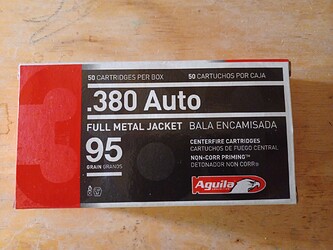 50 CARTRIDGES PER BOX 50 CARTUCHOS POR CAJA
.380 Auto
FULL METAL JACKET BALA ENCAMISADA
95
GRAIN GRANOS
CENTERFIRE CARTRIDGES
CARTUCHOS DE FUEGO CENTRAL
NON-CORR PRIMING™
DETONADOR NON CORR®
Aguila
3